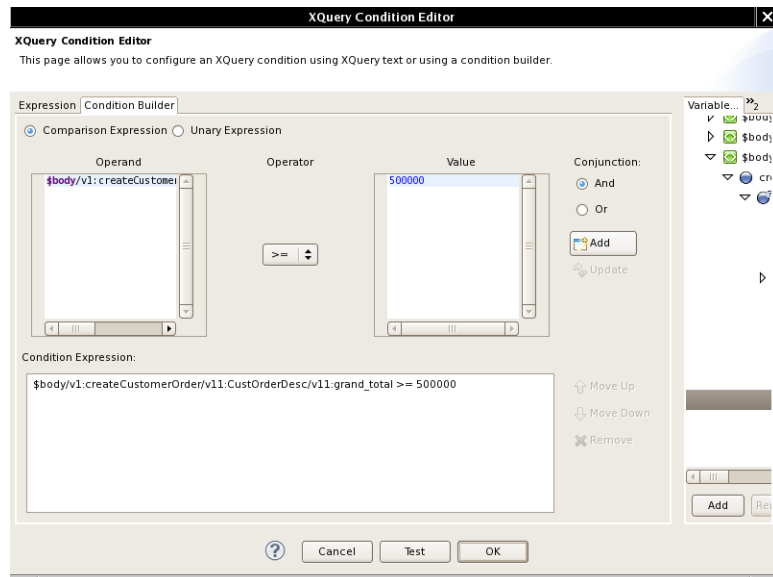 XQuery Condition Editor
XQuery Condition Editor
This page allows you to configure an XQuery condition using XQuery text or using a condition builder.
Expression Condition Builder
Variable... »2
Comparison Expression Unary Expression
Operand Operator Value Conjunction:
$body/v1:createCustomer
>=
500000
And
Or
Add
Update
$body
$body
cr
Condition Expression:
$body/v1:createCustomerOrder/v11:CustOrderDesc/v11:grand_total >= 500000
Move Up
Move Down
Remove
Add Re
Cancel Test OK